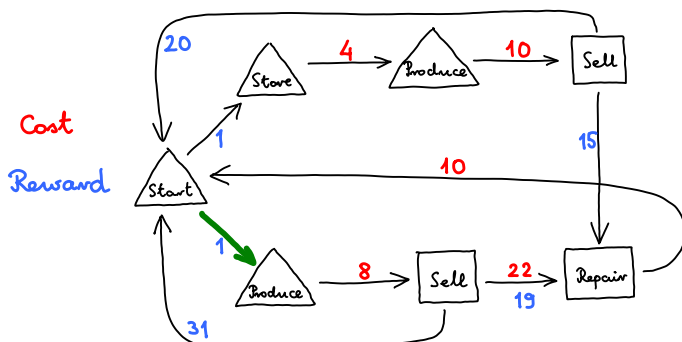 20
Store
4
Produce
10
Sell
Cost
1
15
Reward
Start
10
1
Produce
8
Sell
22
19
Repair
31